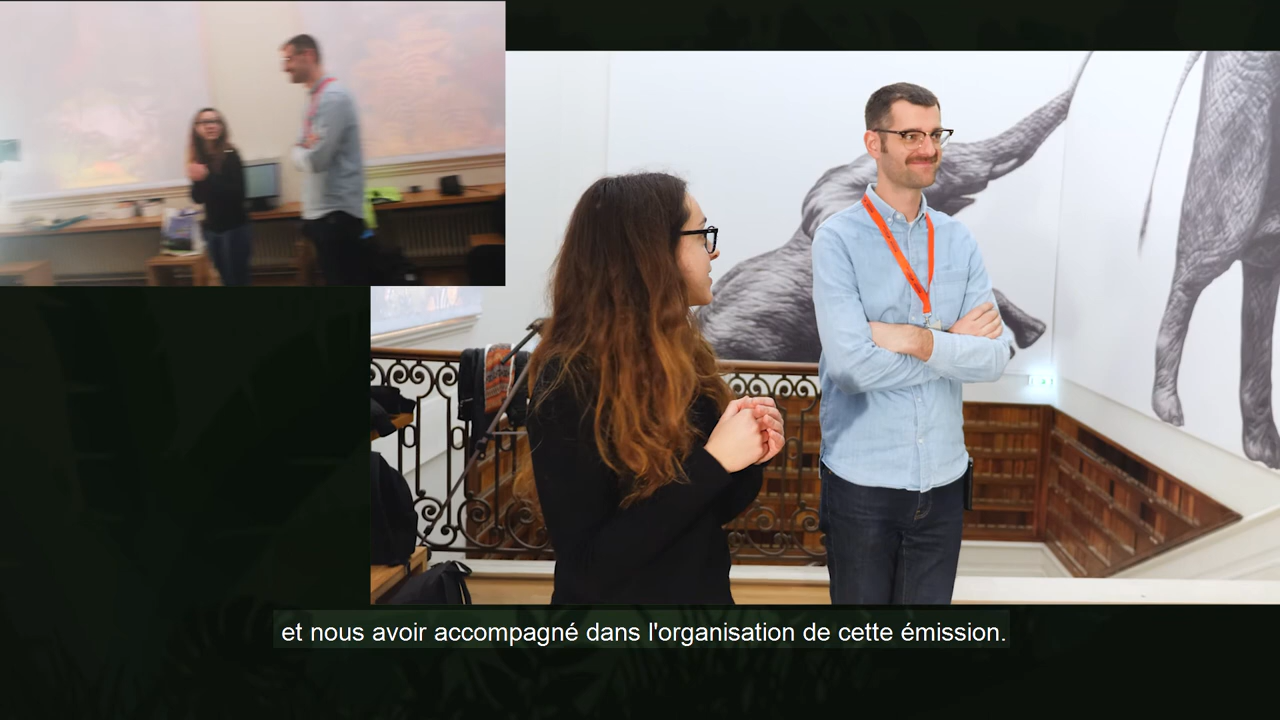 et nous avoir accompagné dans l'organisation de cette émission.